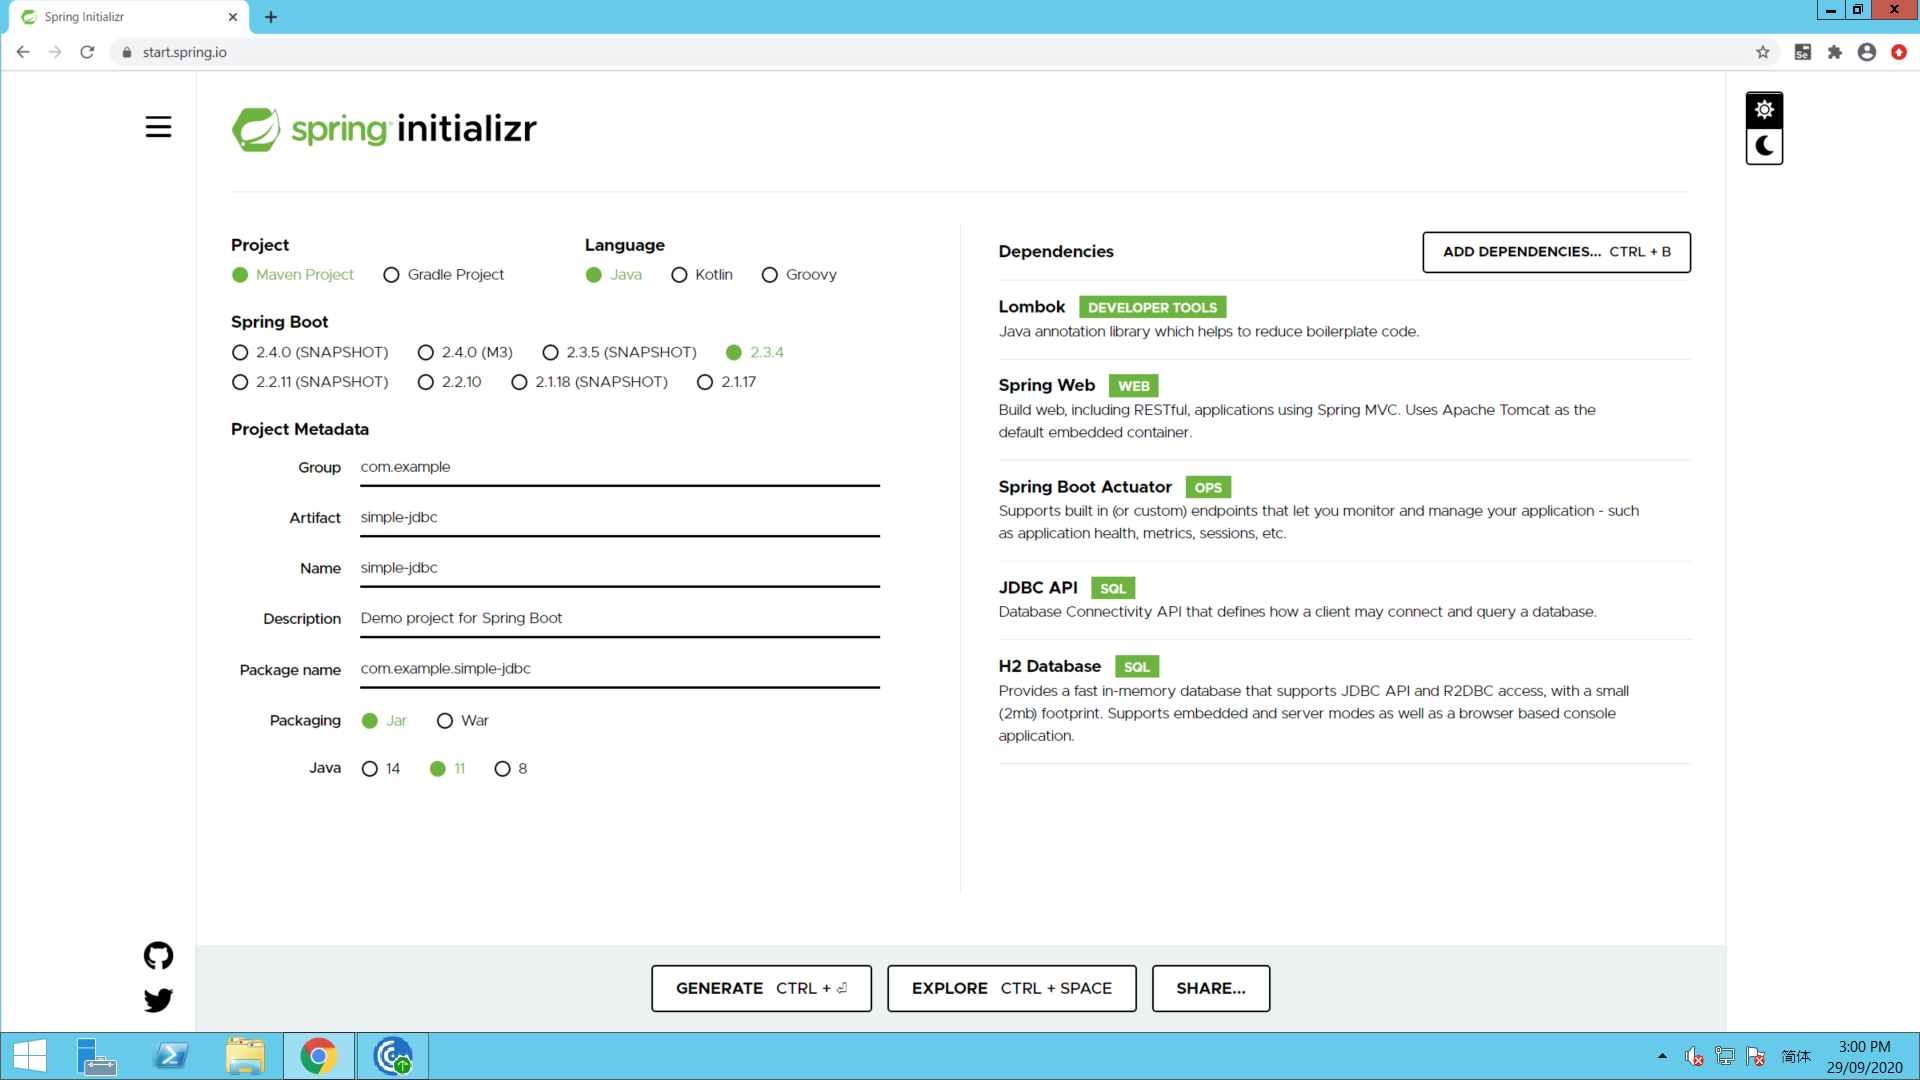 Spring Initializr
start.spring.io
Se
spring initializr
Project
Maven Project
Gradle Project
Language
Java
Kotlin
Groovy
Spring Boot
2.4.0 (SNAPSHOT)
2.4.0 (M3)
2.3.5 (SNAPSHOT)
2.3.4
2.2.11 (SNAPSHOT)
2.2.10
2.1.18 (SNAPSHOT)
2.1.17
Project Metadata
Group com.example
Artifact simple-jdbc
Name simple-jdbc
Description Demo project for Spring Boot
Package name com.example.simple-jdbc
Packaging Jar War
Java 14 11 8
Dependencies
ADD DEPENDENCIES... CTRL + B
Lombok DEVELOPER TOOLS
Java annotation library which helps to reduce boilerplate code.
Spring Web WEB
Build web, including RESTful, applications using Spring MVC. Uses Apache Tomcat as the
default embedded container.
Spring Boot Actuator OPS
Supports built in (or custom) endpoints that let you monitor and manage your application - such
as application health, metrics, sessions, etc.
JDBC API SQL
Database Connectivity API that defines how a client may connect and query a database.
H2 Database SQL
Provides a fast in-memory database that supports JDBC API and R2DBC access, with a small
(2mb) footprint. Supports embedded and server modes as well as a browser based console
application.
GENERATE CTRL + ⏎
EXPLORE CTRL + SPACE
SHARE...
简体
3:00 PM
29/09/2020